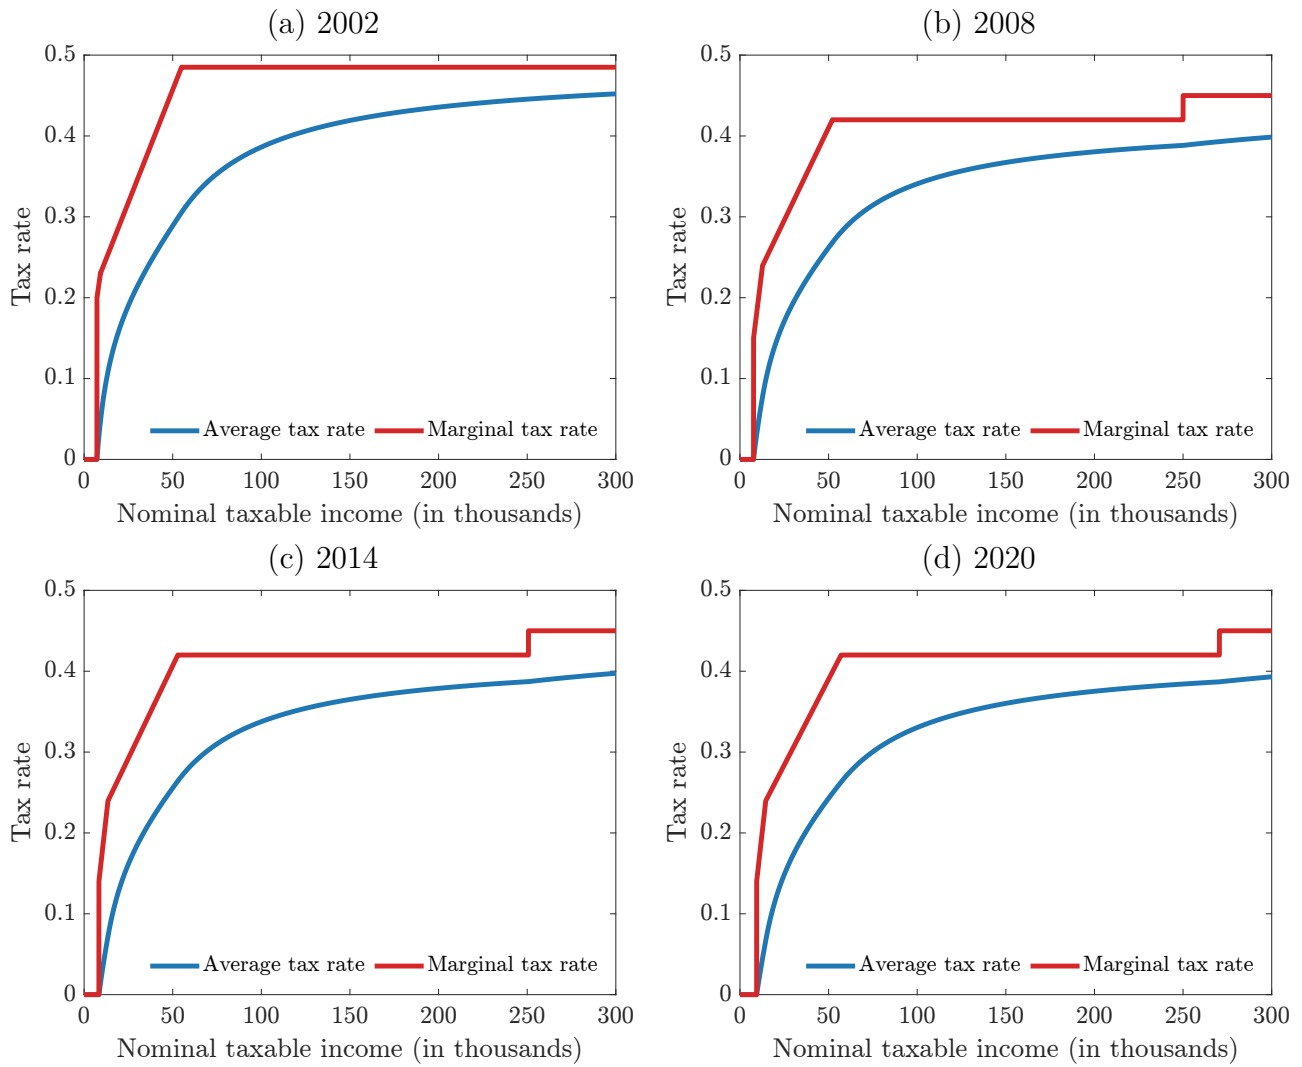 (a) 2002
0.5
0.4
0.3
0.2
0.1
0
Tax rate
Average tax rate
Marginal tax rate
0 50 100 150 200 250 300
Nominal taxable income (in thousands)
(b) 2008
0.5
0.4
0.3
0.2
0.1
0
Tax rate
Average tax rate
Marginal tax rate
0 50 100 150 200 250 300
Nominal taxable income (in thousands)
(c) 2014
0.5
0.4
0.3
0.2
0.1
0
Tax rate
Average tax rate
Marginal tax rate
0 50 100 150 200 250 300
Nominal taxable income (in thousands)
(d) 2020
0.5
0.4
0.3
0.2
0.1
0
Tax rate
Average tax rate
Marginal tax rate
0 50 100 150 200 250 300
Nominal taxable income (in thousands)